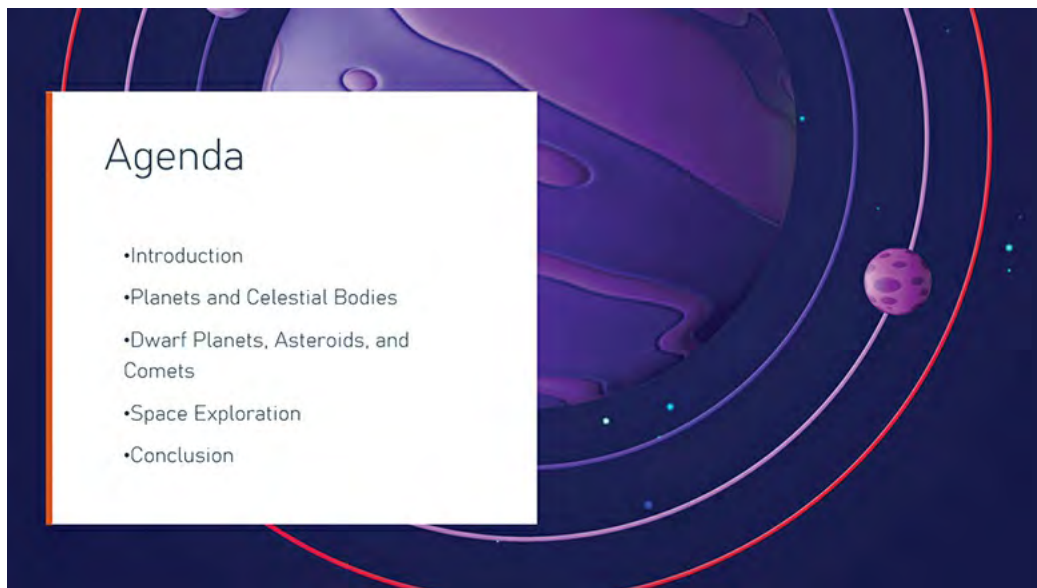 Agenda
•Introduction
•Planets and Celestial Bodies
•Dwarf Planets, Asteroids, and
Comets
•Space Exploration
•Conclusion